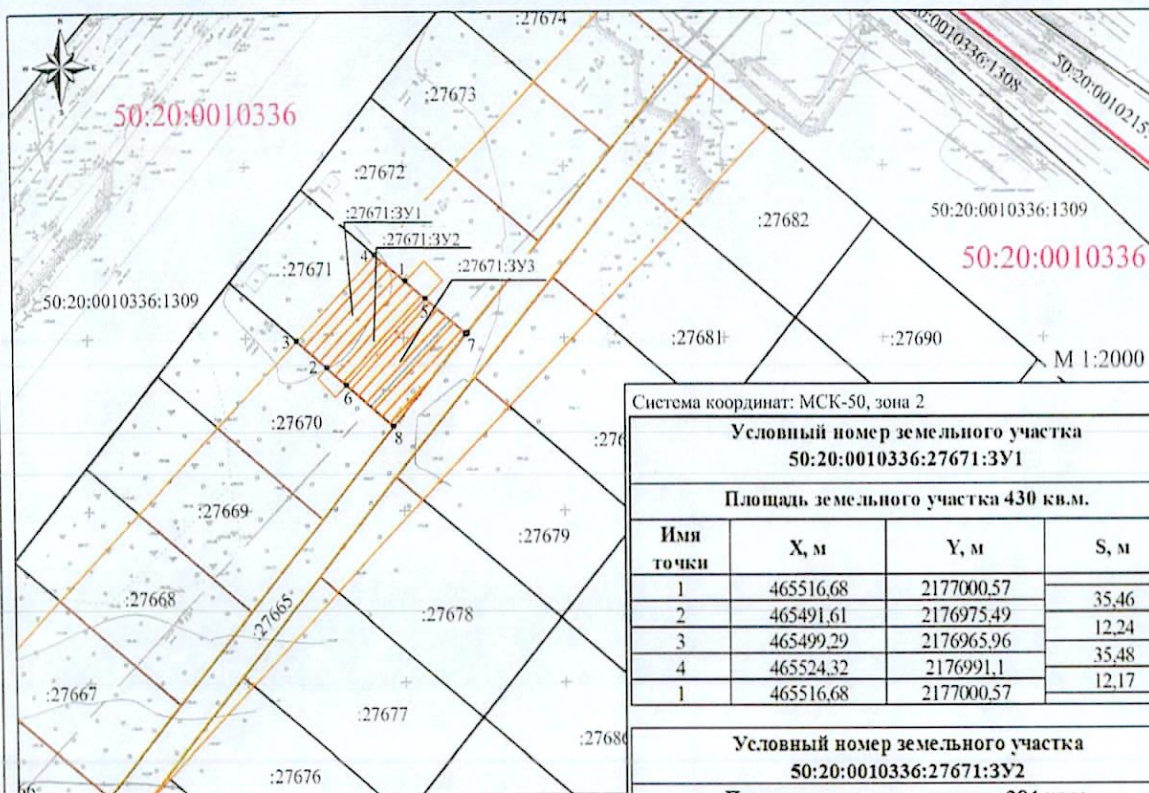 :27674
50:20:0010336:1308
:27673
50:20:0010336
:27672
:27682
50:20:0010336:1309
:27671:ЗУ1
:27671:ЗУ2
50:20:0010336
4
:27671:ЗУ3
:27671
1
50:20:0010336:1309
5
7
:27681
:27690
3
М 1:2000
2
6
:27670
8
Система координат: МСК-50, зона 2
Условный номер земельного участка
50:20:0010336:27671:ЗУ1
Площадь земельного участка 430 кв.м.
Имя точки X, м Y, м S, м
1 465516,68 2177000,57
35,46
2 465491,61 2176975,49
12,24
3 465499,29 2176965,96
35,48
4 465524,32 2176991,1
12,17
1 465516,68 2177000,57
:27669
:27679
:27668
:27665
:27678
:27667
:27677
:27676
Условный номер земельного участка
50:20:0010336:27671:ЗУ2